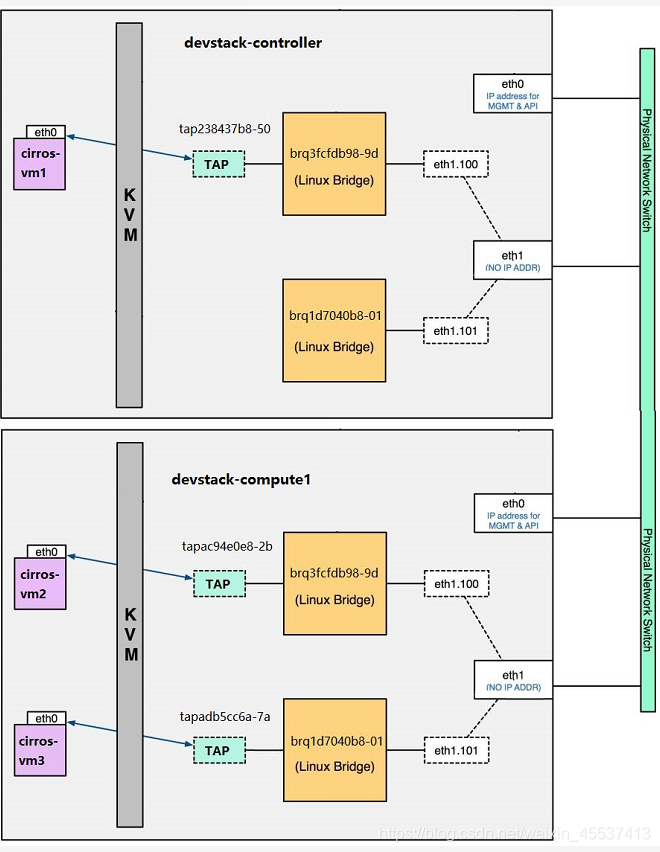 devstack-controller
eth0
IP address for
MGMT & API
Physical Network Switch
tap238437b8-50
eth0
cirros-
vm1
TAP
brq3fcfdb98-9d
(Linux Bridge)
eth1.100
K
V
M
eth1
(NO IP ADDR)
brq1d7040b8-01
(Linux Bridge)
eth1.101
devstack-compute1
eth0
IP address for
MGMT & API
Physical Network Switch
tapac94e0e8-2b
eth0
cirros-
vm2
TAP
brq3fcfdb98-9d
(Linux Bridge)
eth1.100
K
V
M
eth1
(NO IP ADDR)
tapadb5cc6a-7a
eth0
cirros-
vm3
TAP
brq1d7040b8-01
(Linux Bridge)
eth1.101
https://blog.csdn.net/weixin_45537413